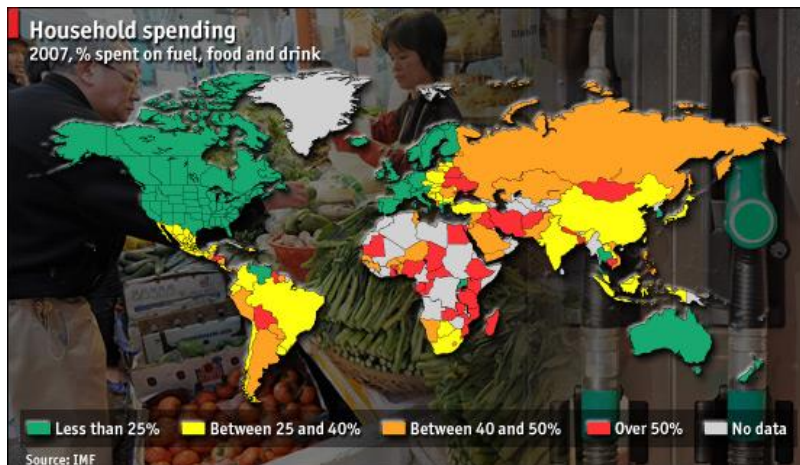 Household spending
2007, % spent on fuel, food and drink
Less than 25%
Between 25 and 40%
Between 40 and 50%
Over 50%
No data
Source: IMF